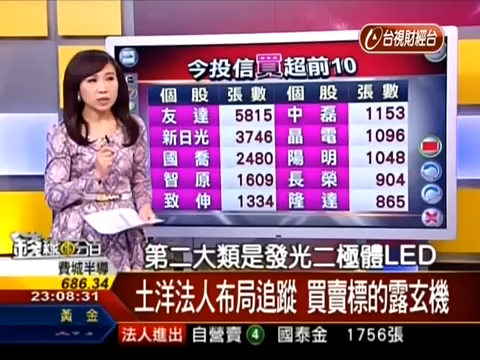 台視財經台
今投信買超前10
個股 張數 個股 張數
友達 5815 中磊 1153
新日光 3746 晶電 1096
國喬 2480 陽明 1048
智原 1609 長榮 904
致伸 1334 隆達 865
第二大類是發光二極體LED
錢線百分百
費城半導
686.34
土洋法人布局追蹤 買賣標的露玄機
23:08:31
黃金
法人進出 自營賣 4 國泰金 1756張